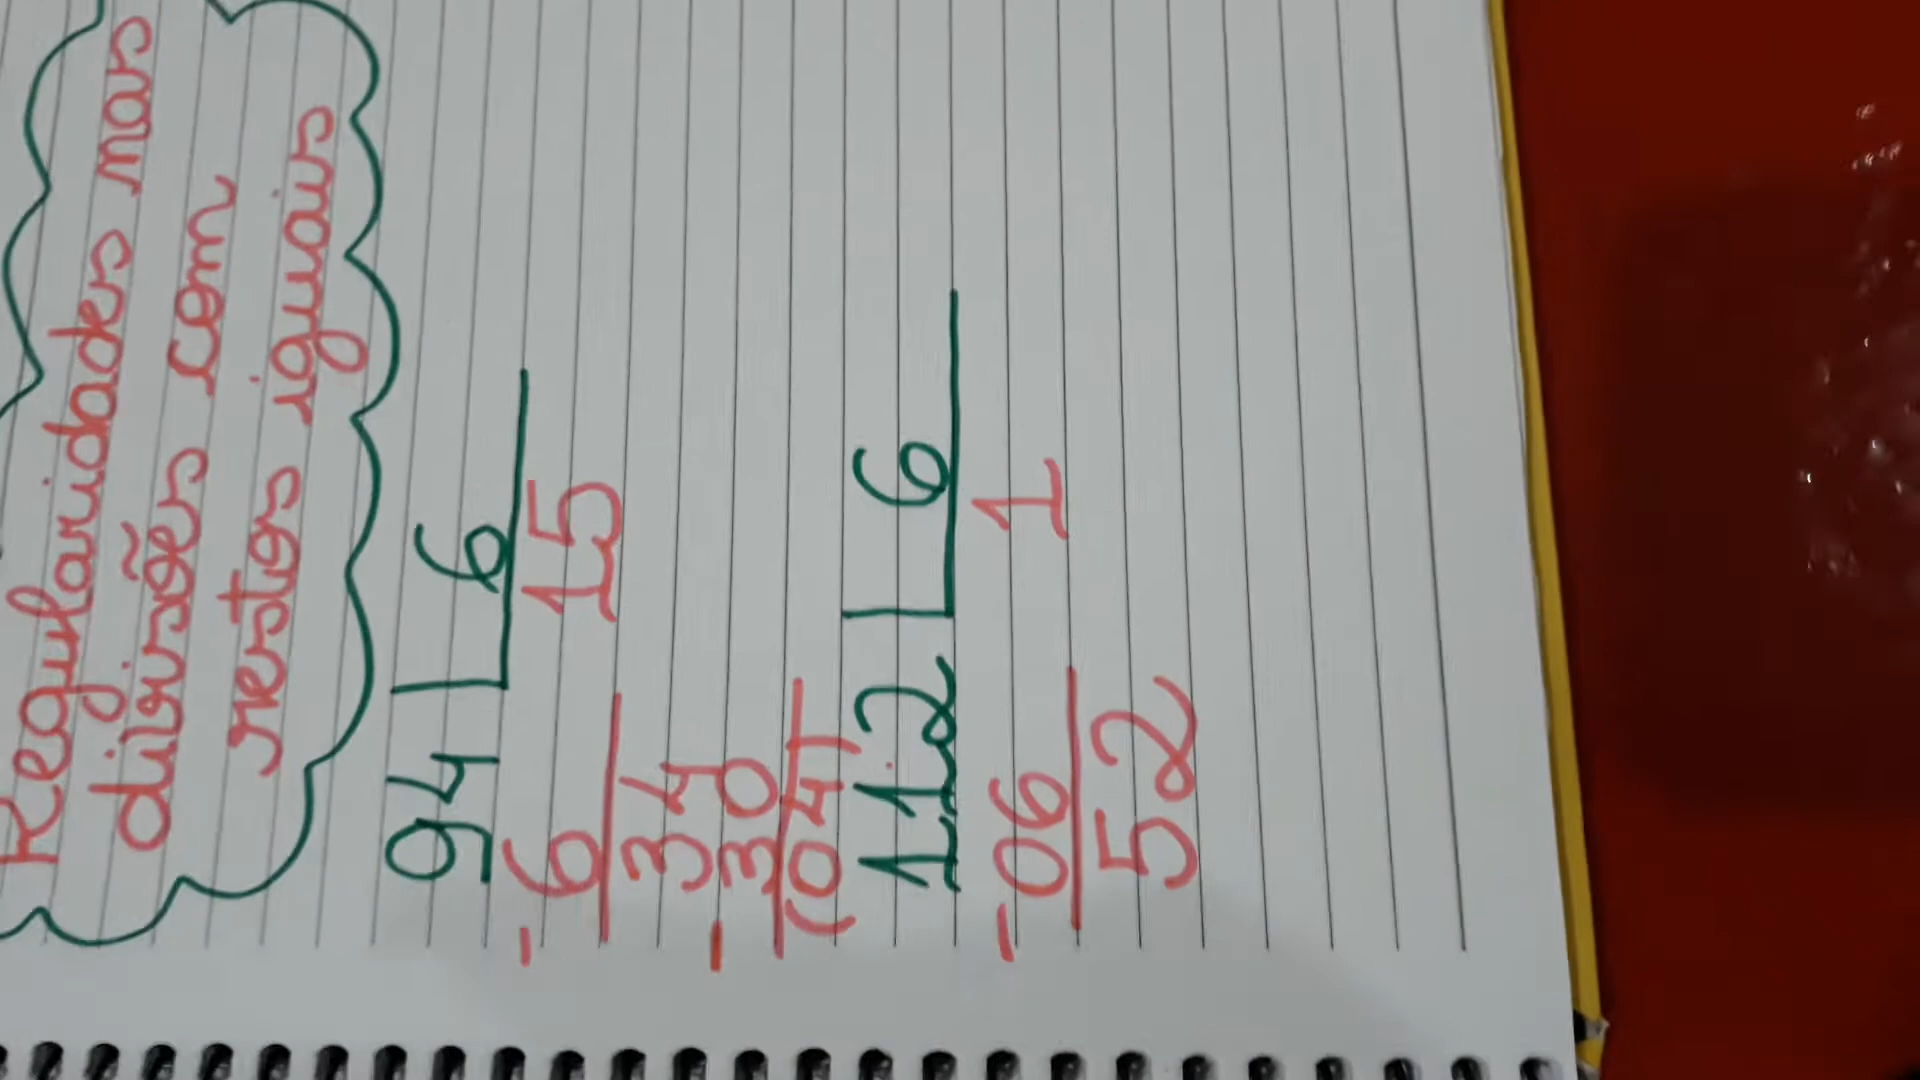 Regularidades nas
divisões com
restos iguais
94 6
- 6 15
34
- 30
(04)
112 6
- 06 1
52